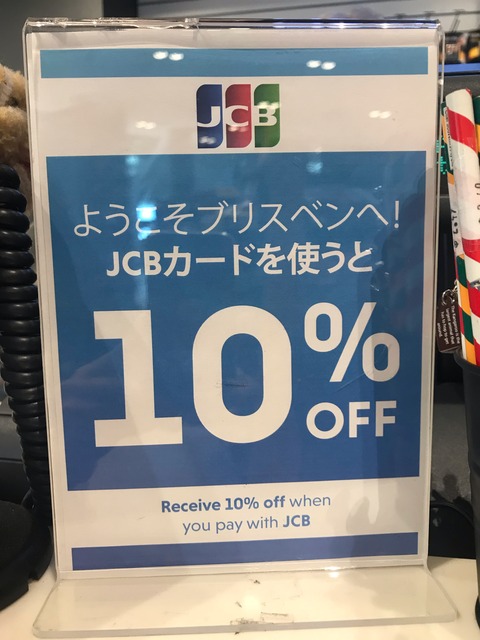 JCB
ようこそブリスベンへ!
JCBカードを使うと
10%
OFF
Receive 10% off when
you pay with JCB